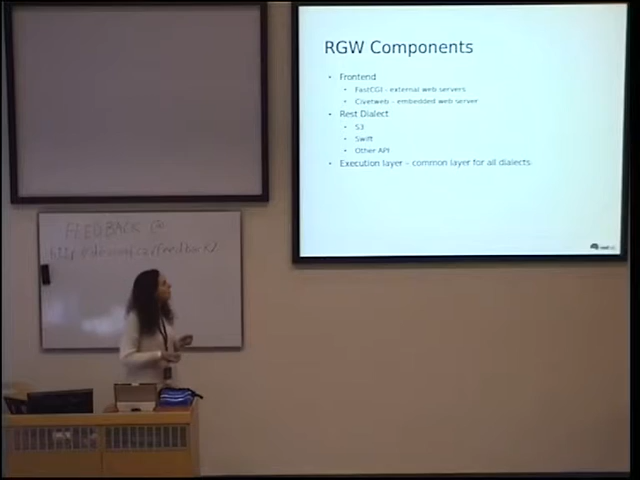 RGW Components
Frontend
FastCGI - external web servers
Civetweb - embedded web server
Rest Dialect
S3
Swift
Other API
Execution layer - common layer for all dialects
FEEDBACK @